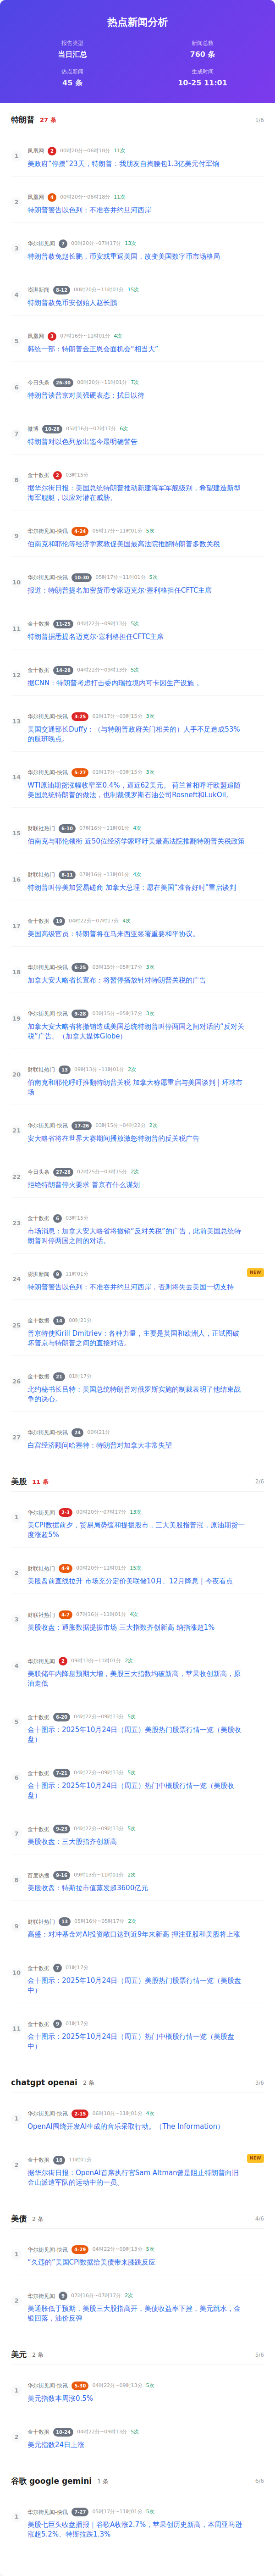 热点新闻分析
报告类型
当日汇总
新闻总数
760 条
热点新闻
45 条
生成时间
10-25 11:01
特朗普 27 条 1/6
1
凤凰网 2 00时20分~06时18分 11次
美政府“停摆”23天，特朗普：我朋友自掏腰包1.3亿美元付军饷
2
凤凰网 4 00时20分~06时18分 11次
特朗普警告以色列：不准吞并约旦河西岸
3
华尔街见闻 7 00时20分~07时17分 13次
特朗普赦免赵长鹏，币安或重返美国，改变美国数字币市场格局
4
澎湃新闻 8-12 00时20分~11时01分 15次
特朗普赦免币安创始人赵长鹏
5
凤凰网 3 07时16分~11时01分 4次
韩统一部：特朗普金正恩会面机会“相当大”
6
今日头条 26-30 00时20分~11时01分 7次
特朗普谈普京对美强硬表态：拭目以待
7
微博 10-28 05时16分~07时17分 6次
特朗普对以色列放出迄今最明确警告
8
金十数据 2 03时15分
据华尔街日报：美国总统特朗普推动新建海军军舰级别，希望建造新型
海军舰艇，以应对潜在威胁。
9
华尔街见闻-快讯 4-24 05时17分~11时01分 5次
伯南克和耶伦等经济学家敦促美国最高法院推翻特朗普多数关税
10
华尔街见闻-快讯 10-30 05时17分~11时01分 5次
报道：特朗普提名加密货币专家迈克尔·塞利格担任CFTC主席
11
金十数据 11-25 04时22分~09时13分 5次
特朗普据悉提名迈克尔·塞利格担任CFTC主席
12
金十数据 14-28 04时22分~09时13分 5次
据CNN：特朗普考虑打击委内瑞拉境内可卡因生产设施 。
13
华尔街见闻-快讯 3-25 01时17分~03时15分 3次
美国交通部长Duffy：（与特朗普政府关门相关的）人手不足造成53%
的航班晚点。
14
华尔街见闻-快讯 5-27 01时17分~03时15分 3次
WTI原油期货涨幅收窄至0.4%，逼近62美元。 荷兰首相呼吁欧盟追随
美国总统特朗普的做法，也制裁俄罗斯石油公司Rosneft和LukOil。
15
财联社热门 6-10 07时16分~11时01分 4次
伯南克与耶伦领衔 近50位经济学家呼吁美最高法院推翻特朗普关税政策
16
财联社热门 8-11 07时16分~11时01分 4次
特朗普叫停美加贸易磋商 加拿大总理：愿在美国“准备好时”重启谈判
17
金十数据 19 04时22分~07时17分 4次
美国高级官员：特朗普将在马来西亚签署重要和平协议。
18
华尔街见闻-快讯 6-25 03时15分~05时17分 3次
加拿大安大略省长宣布：将暂停播放针对特朗普关税的广告
19
华尔街见闻-快讯 9-28 03时15分~05时17分 3次
加拿大安大略省将撤销造成美国总统特朗普叫停两国之间对话的“反对关
税”广告。（加拿大媒体Globe）
20
财联社热门 13 09时13分~11时01分 2次
伯南克和耶伦呼吁推翻特朗普关税 加拿大称愿重启与美国谈判丨环球市
场
21
华尔街见闻-快讯 17-26 03时15分~04时22分 2次
安大略省将在世界大赛期间播放激怒特朗普的反关税广告
22
今日头条 27-28 02时25分~03时15分 2次
拒绝特朗普停火要求 普京有什么谋划
23
金十数据 6 03时15分
市场消息：加拿大安大略省将撤销“反对关税”的广告，此前美国总统特
朗普叫停两国之间的对话。
24
澎湃新闻 9 11时01分
NEW
特朗普警告以色列：不准吞并约旦河西岸，否则将失去美国一切支持
25
金十数据 14 00时21分
普京特使Kirill Dmitriev：各种力量，主要是英国和欧洲人，正试图破
坏普京与特朗普之间的直接对话。
26
金十数据 21 01时17分
北约秘书长吕特：美国总统特朗普对俄罗斯实施的制裁表明了他结束战
争的决心。
27
华尔街见闻-快讯 24 00时21分
白宫经济顾问哈塞特：特朗普对加拿大非常失望
美股 11 条 2/6
1
华尔街见闻 2-3 00时20分~07时17分 13次
美CPI数据前夕，贸易局势缓和提振股市，三大美股指普涨，原油期货一
度涨超5%
2
财联社热门 4-9 00时20分~11时01分 15次
美股盘前直线拉升 市场充分定价美联储10月、12月降息 | 今夜看点
3
财联社热门 4-7 07时16分~11时01分 4次
美股收盘：通胀数据提振市场 三大指数齐创新高 纳指涨超1%
4
华尔街见闻 2 09时13分~11时01分 2次
美联储年内降息预期大增，美股三大指数均破新高，苹果收创新高，原
油走低
5
金十数据 6-20 04时22分~09时13分 5次
金十图示：2025年10月24日（周五）美股热门股票行情一览（美股收
盘）
6
金十数据 7-21 04时22分~09时13分 5次
金十图示：2025年10月24日（周五）热门中概股行情一览（美股收
盘）
7
金十数据 9-23 04时22分~09时13分 5次
美股收盘：三大股指齐创新高
8
百度热搜 9-16 09时13分~11时01分 2次
美股收盘：特斯拉市值蒸发超3600亿元
9
财联社热门 13 05时16分~05时17分 2次
高盛：对冲基金对AI投资敞口达到近9年来新高 押注亚股和美股将上涨
10
金十数据 7 01时17分
金十图示：2025年10月24日（周五）美股热门股票行情一览（美股盘
中）
11
金十数据 9 01时17分
金十图示：2025年10月24日（周五）热门中概股行情一览（美股盘
中）
chatgpt openai 2 条 3/6
1
华尔街见闻-快讯 2-15 06时18分~11时01分 4次
OpenAI围绕开发AI生成的音乐采取行动。（The Information）
2
金十数据 18 11时01分
NEW
据华尔街日报：OpenAI首席执行官Sam Altman曾是阻止特朗普向旧
金山派遣军队的运动中的一员。
美债 2 条 4/6
1
华尔街见闻-快讯 4-29 04时22分~09时13分 5次
“久违的”美国CPI数据给美债带来膝跳反应
2
华尔街见闻 9 07时16分~07时17分 2次
美通胀低于预期，美股三大股指高开，美债收益率下挫，美元跳水，金
银回落，油价反弹
美元 2 条 5/6
1
华尔街见闻-快讯 5-30 04时22分~09时13分 5次
美元指数本周涨0.5%
2
金十数据 10-24 04时22分~09时13分 5次
美元指数24日上涨
谷歌 google gemini 1 条 6/6
1
华尔街见闻-快讯 7-27 05时17分~11时01分 5次
美股七巨头收盘播报｜谷歌A收涨2.7%，苹果创历史新高，本周亚马逊
涨超5.2%、特斯拉跌1.3%